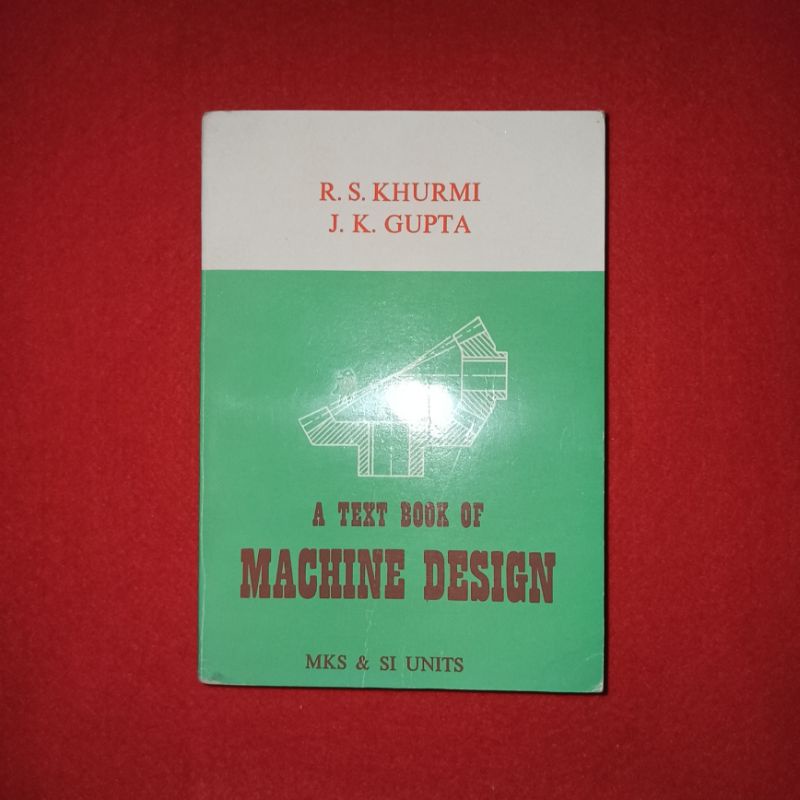 R. S. KHURMI
J. K. GUPTA
A TEXT BOOK OF
MACHINE DESIGN
MKS & SI UNITS